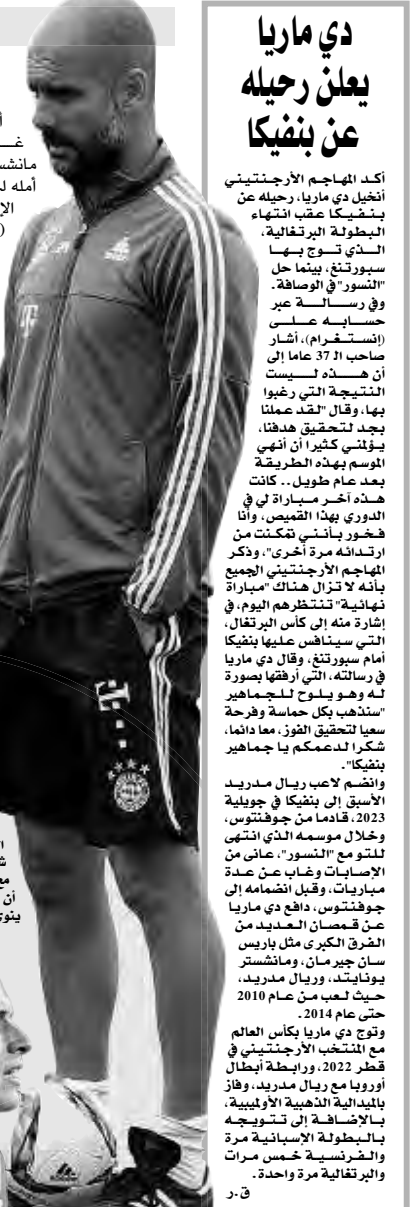 دي ماريا
يعلن رحيله
عن بنفيكا
أكد المهاجم الأرجنتيني
أنخيل دي ماريا، رحيله عن
بنفيكا عقب انتهاء
البطولة البرتغالية،
الذي توج بها
سبورتنغ، بينما حل
"النسور" في الوصافة.
وفي رسالة عبر
حسابه على
(إنستغرام)، أشار
صاحب الـ 37 عاما إلى
أن هذه ليست
النتيجة التي رغبوا
بها، وقال "لقد عملنا
بجد لتحقيق هدفنا،
يؤلمني كثيرا أن أنهي
الموسم بهذه الطريقة
بعد عام طويل.. كانت
هذه آخر مباراة لي في
الدوري بهذا القميص، وأنا
فخور بأنني تمكنت من
ارتدائه مرة أخرى"، وذكر
المهاجم الأرجنتيني الجميع
بأنه لا تزال هناك "مباراة
نهائية" تنتظرهم اليوم، في
إشارة منه إلى كأس البرتغال،
التي سينافس عليها بنفيكا
أمام سبورتنغ، وقال دي ماريا
في رسالته، التي أرفقها بصورة
له وهو يلوح للجماهير
"سنذهب بكل حماسة وفرحة
سعيا لتحقيق الفوز، معا دائما،
شكرا لدعمكم يا جماهير
بنفيكا".
وانضم لاعب ريال مدريد
الأسبق إلى بنفيكا في جويلية
2023، قادما من جوفنتوس،
وخلال موسمه الذي انتهى
للتو مع "النسور"، عانى من
الإصابات وغاب عن عدة
مباريات، وقبل انضمامه إلى
جوفنتوس، دافع دي ماريا
عن قمصان العديد من
الفرق الكبرى مثل باريس
سان جيرمان، ومانشستر
يونايتد، وريال مدريد،
حيث لعب من عام 2010
حتى عام 2014.
وتوج دي ماريا بكأس العالم
مع المنتخب الأرجنتيني في
قطر 2022، ورابطة أبطال
أوروبا مع ريال مدريد، وفاز
بالميدالية الذهبية الأولمبية،
بالإضافة إلى تتويجه
بالبطولة الإسبانية مرة
والفرنسية خمس مرات
والبرتغالية مرة واحدة.
ق.ر